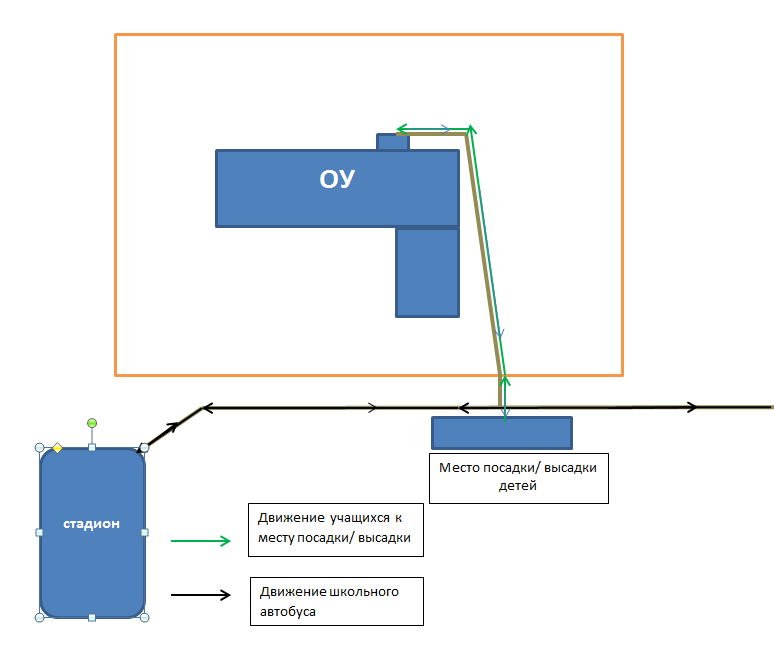 ОУ
Место посадки/ высадки
детей
стадион
Движение учащихся к
месту посадки/ высадки
Движение школьного
автобуса